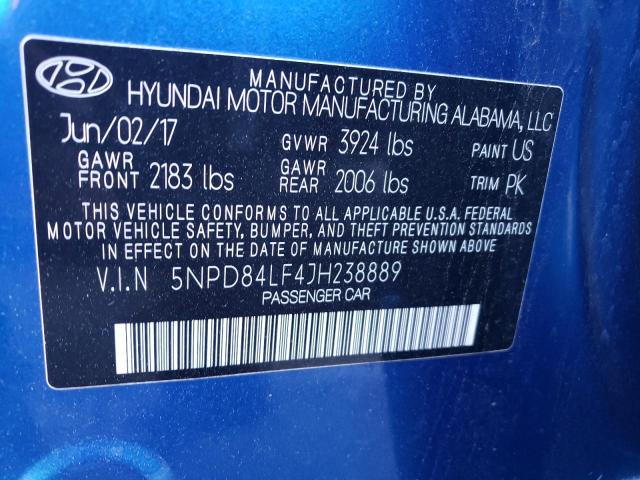 MANUFACTURED BY
HYUNDAI MOTOR MANUFACTURING ALABAMA, LLC
Jun/02/17 GVWR 3924 lbs PAINT US
GAWR FRONT 2183 lbs GAWR REAR 2006 lbs TRIM PK
THIS VEHICLE CONFORMS TO ALL APPLICABLE U.S.A. FEDERAL
MOTOR VEHICLE SAFETY, BUMPER, AND THEFT PREVENTION STANDARDS
IN EFFECT ON THE DATE OF MANUFACTURE SHOWN ABOVE.
V.I.N 5NPD84LF4JH238889
PASSENGER CAR